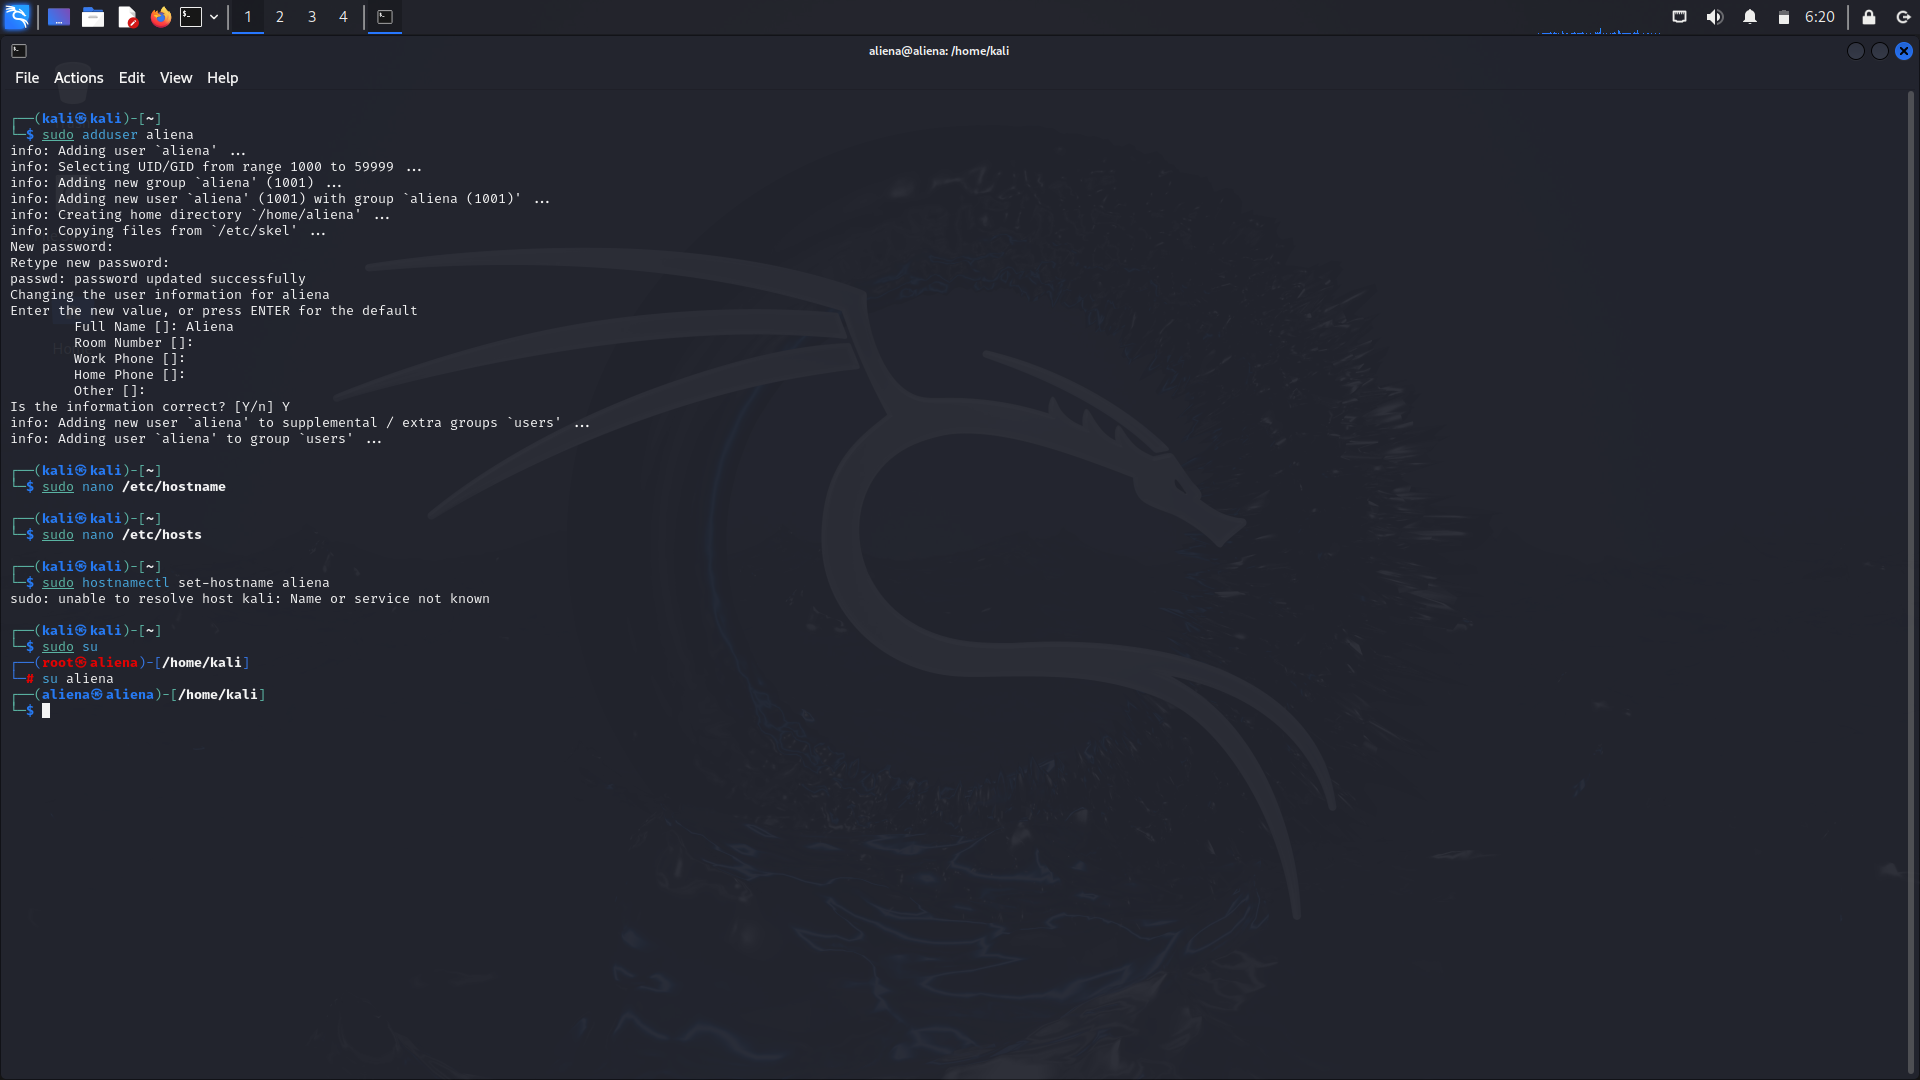 1 2 3 4 6:20
aliena@aliena: /home/kali
File Actions Edit View Help
┌──(kali㉿kali)-[~]
└─$ sudo adduser aliena
info: Adding user `aliena' ...
info: Selecting UID/GID from range 1000 to 59999 ...
info: Adding new group `aliena' (1001) ...
info: Adding new user `aliena' (1001) with group `aliena (1001)' ...
info: Creating home directory `/home/aliena' ...
info: Copying files from `/etc/skel' ...
New password:
Retype new password:
passwd: password updated successfully
Changing the user information for aliena
Enter the new value, or press ENTER for the default
Full Name []: Aliena
Room Number []:
Work Phone []:
Home Phone []:
Other []:
Is the information correct? [Y/n] Y
info: Adding new user `aliena' to supplemental / extra groups `users' ...
info: Adding user `aliena' to group `users' ...
┌──(kali㉿kali)-[~]
└─$ sudo nano /etc/hostname
┌──(kali㉿kali)-[~]
└─$ sudo nano /etc/hosts
┌──(kali㉿kali)-[~]
└─$ sudo hostnamectl set-hostname aliena
sudo: unable to resolve host kali: Name or service not known
┌──(kali㉿kali)-[~]
└─$ sudo su
┌──(root㉿aliena)-[/home/kali]
└─# su aliena
┌──(aliena㉿aliena)-[/home/kali]
└─$